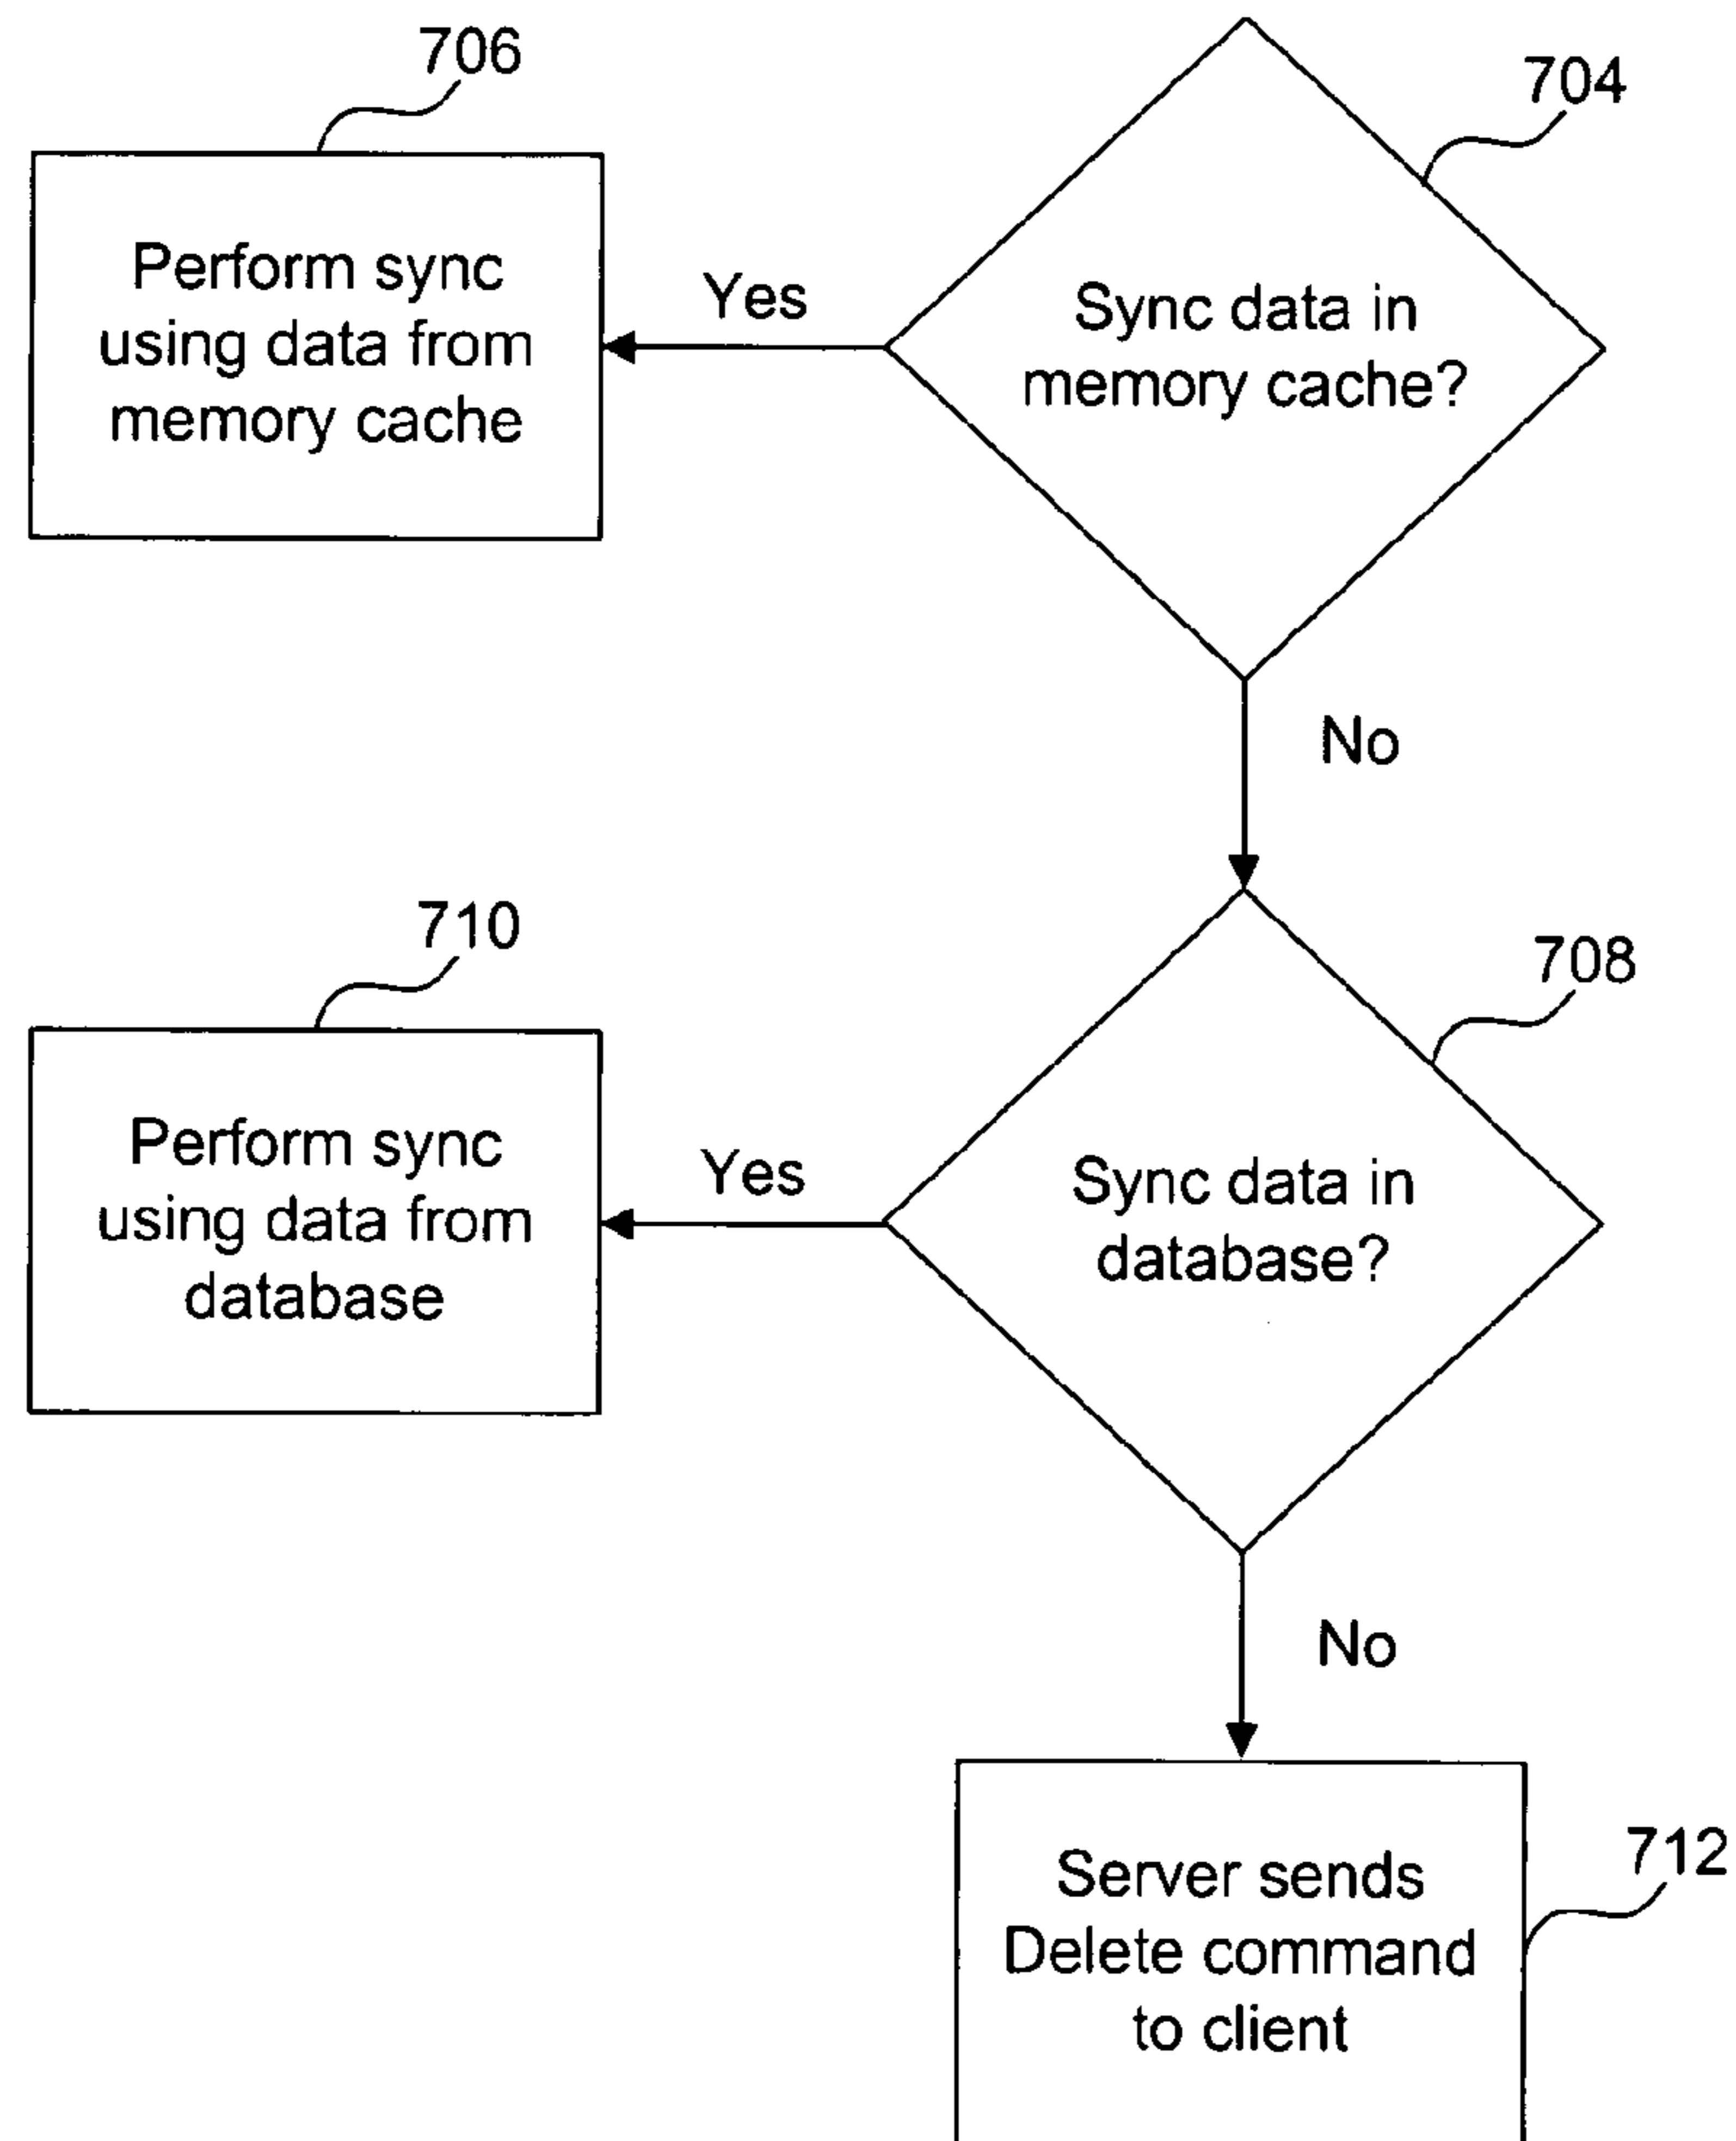 706
704
Perform sync
using data from
memory cache
Yes
Sync data in
memory cache?
No
710
708
Perform sync
using data from
database
Yes
Sync data in
database?
No
712
Server sends
Delete command
to client